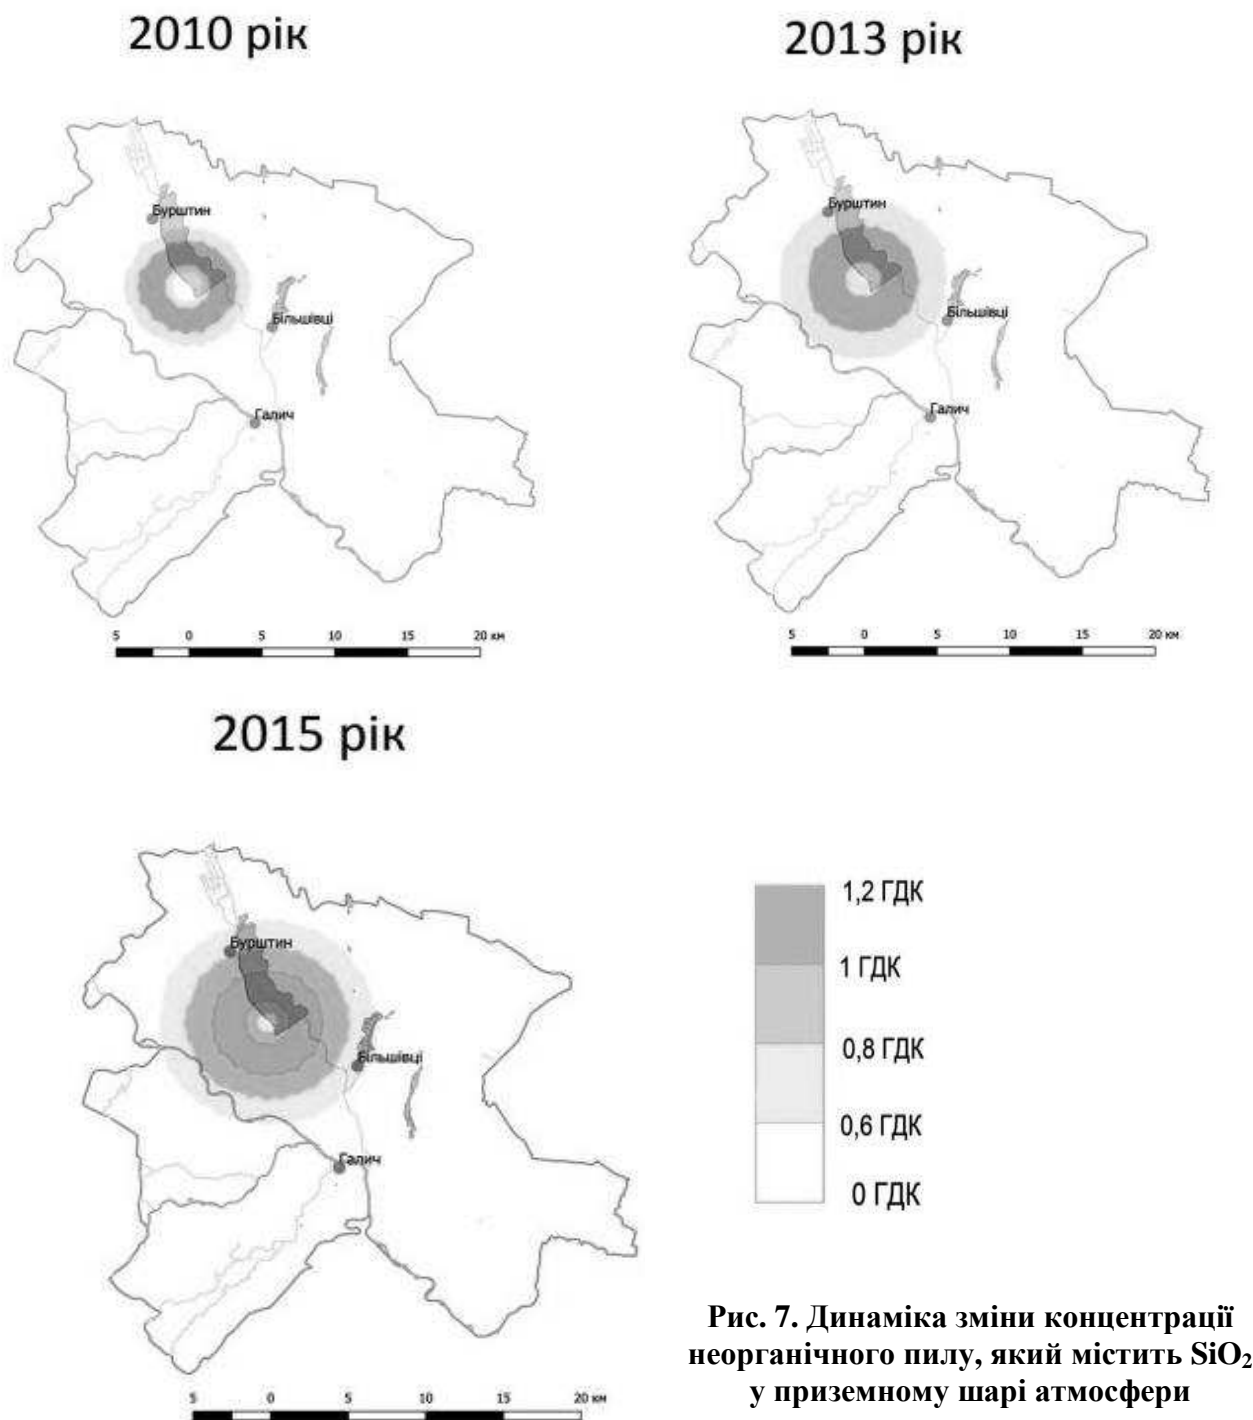 2010 рік
2013 рік
Бурштин
Більшівці
Галич
5 0 5 10 15 20 км
Бурштин
Більшівці
Галич
5 0 5 10 15 20 км
2015 рік
Бурштин
Більшівці
Галич
5 0 5 10 15 20 км
1,2 ГДК
1 ГДК
0,8 ГДК
0,6 ГДК
0 ГДК
Рис. 7. Динаміка зміни концентрації
неорганічного пилу, який містить SiO₂
у приземному шарі атмосфери